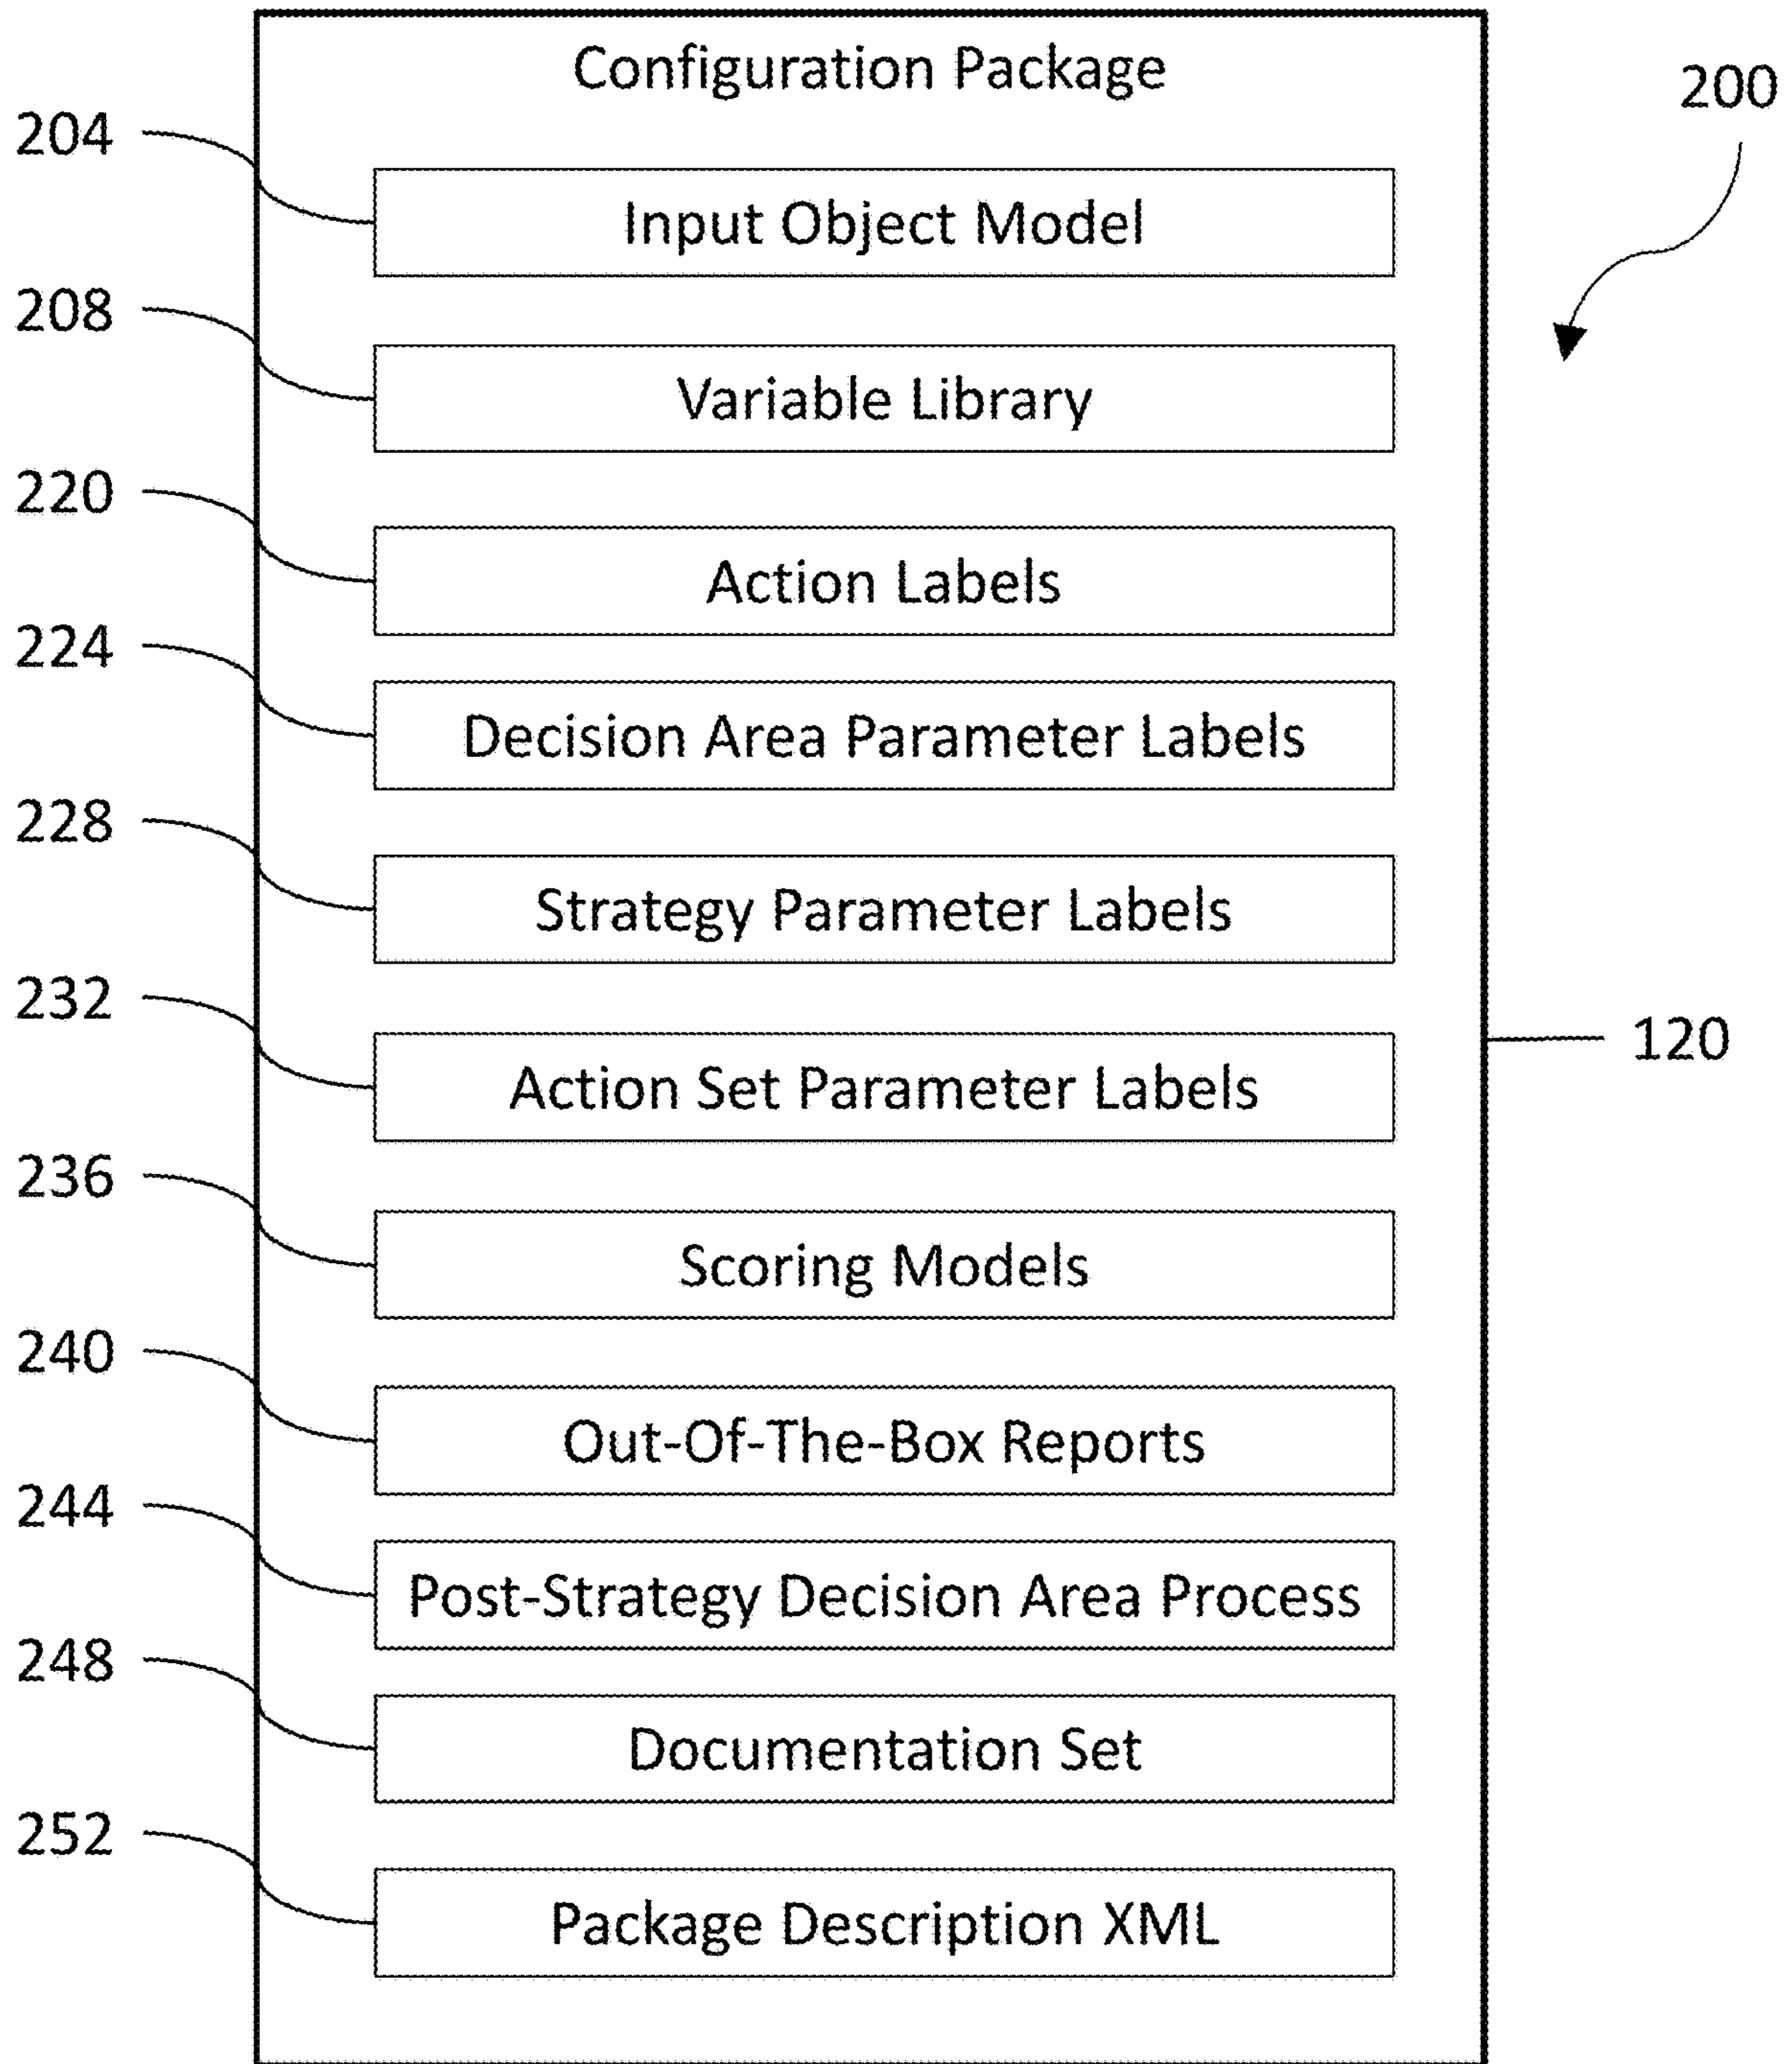 Configuration Package
200
204
Input Object Model
208
Variable Library
220
Action Labels
224
Decision Area Parameter Labels
228
Strategy Parameter Labels
232
120
Action Set Parameter Labels
236
Scoring Models
240
Out-Of-The-Box Reports
244
Post-Strategy Decision Area Process
248
Documentation Set
252
Package Description XML